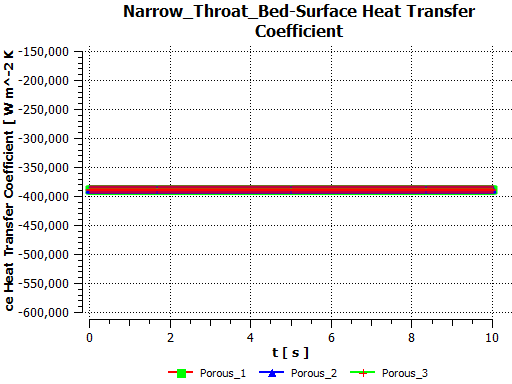 Narrow_Throat_Bed-Surface Heat Transfer
Coefficient
ce Heat Transfer Coefficient [ W m^-2 K
-150,000
-200,000
-250,000
-300,000
-350,000
-400,000
-450,000
-500,000
-550,000
-600,000
0 2 4 6 8 10
t [ s ]
Porous_1 Porous_2 Porous_3